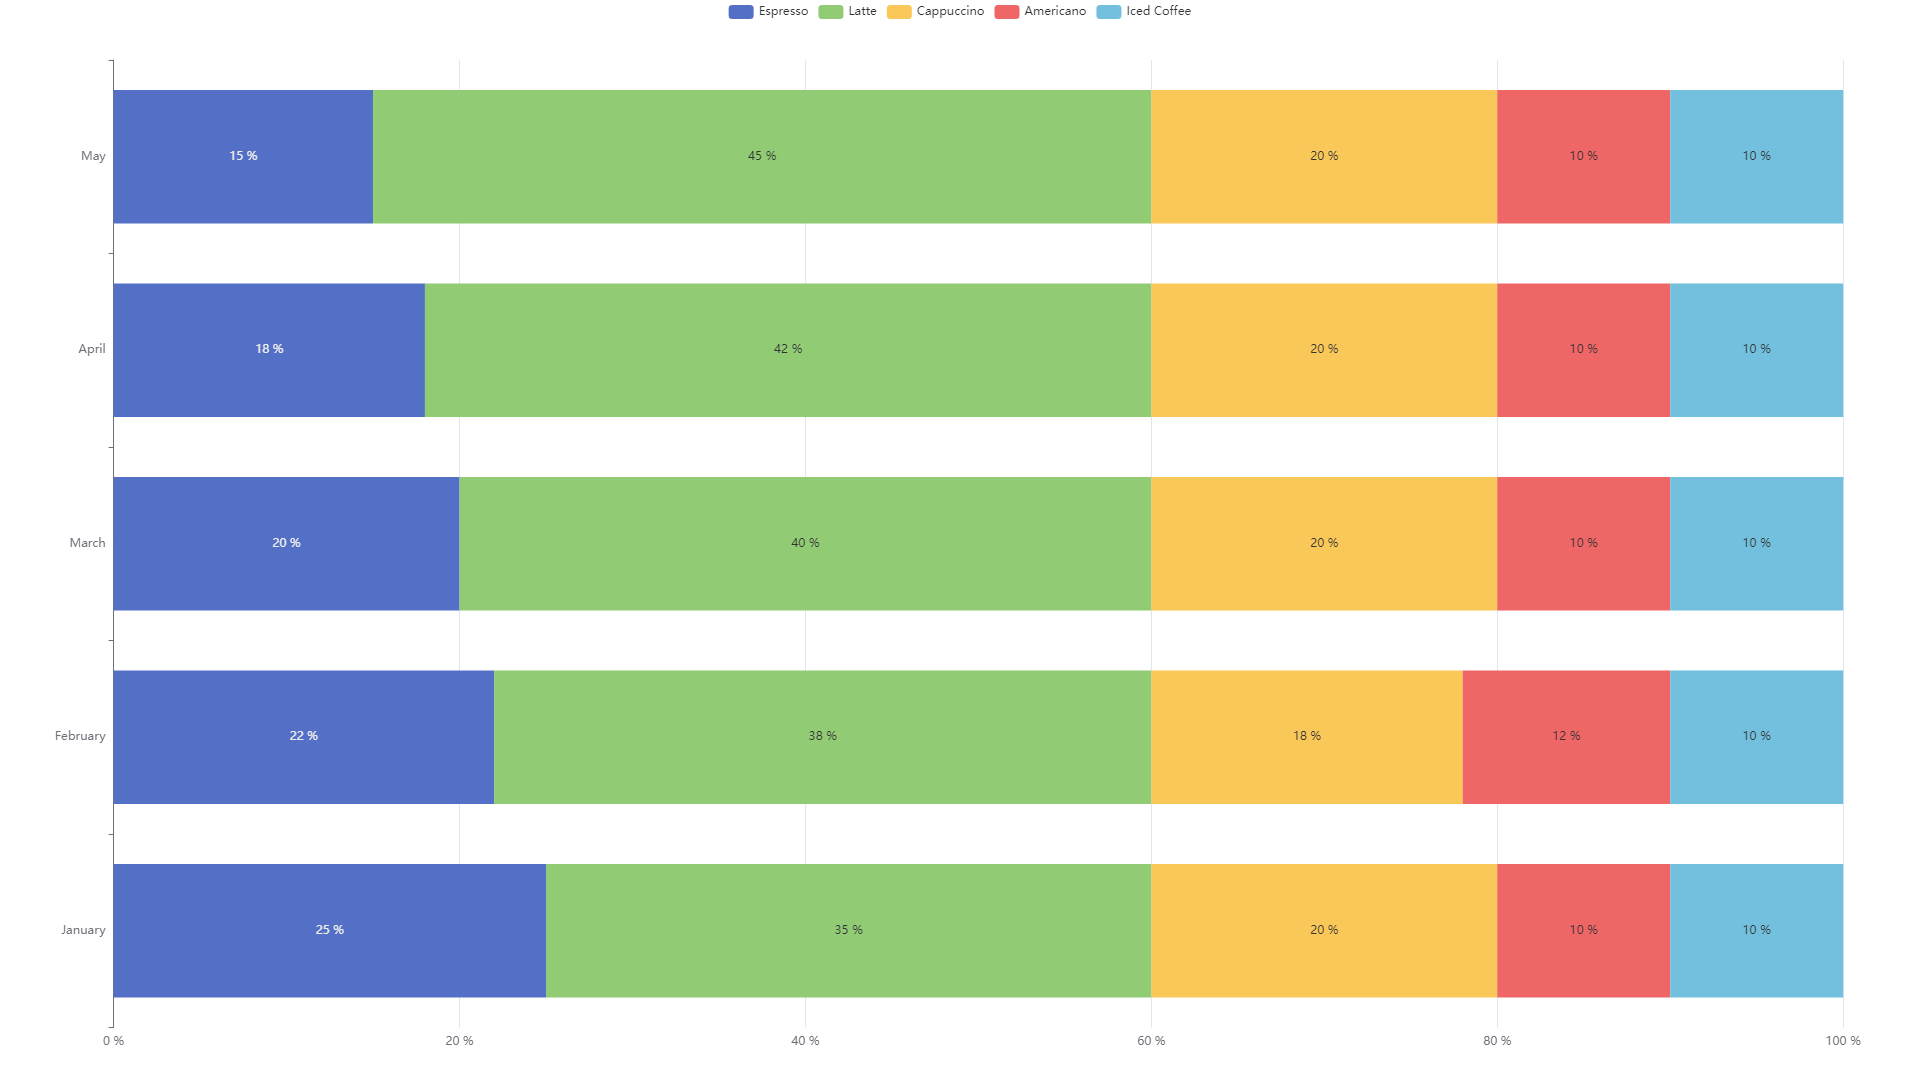 Espresso Latte Cappuccino Americano Iced Coffee
May 15 % 45 % 20 % 10 % 10 %
April 18 % 42 % 20 % 10 % 10 %
March 20 % 40 % 20 % 10 % 10 %
February 22 % 38 % 18 % 12 % 10 %
January 25 % 35 % 20 % 10 % 10 %
0 % 20 % 40 % 60 % 80 % 100 %